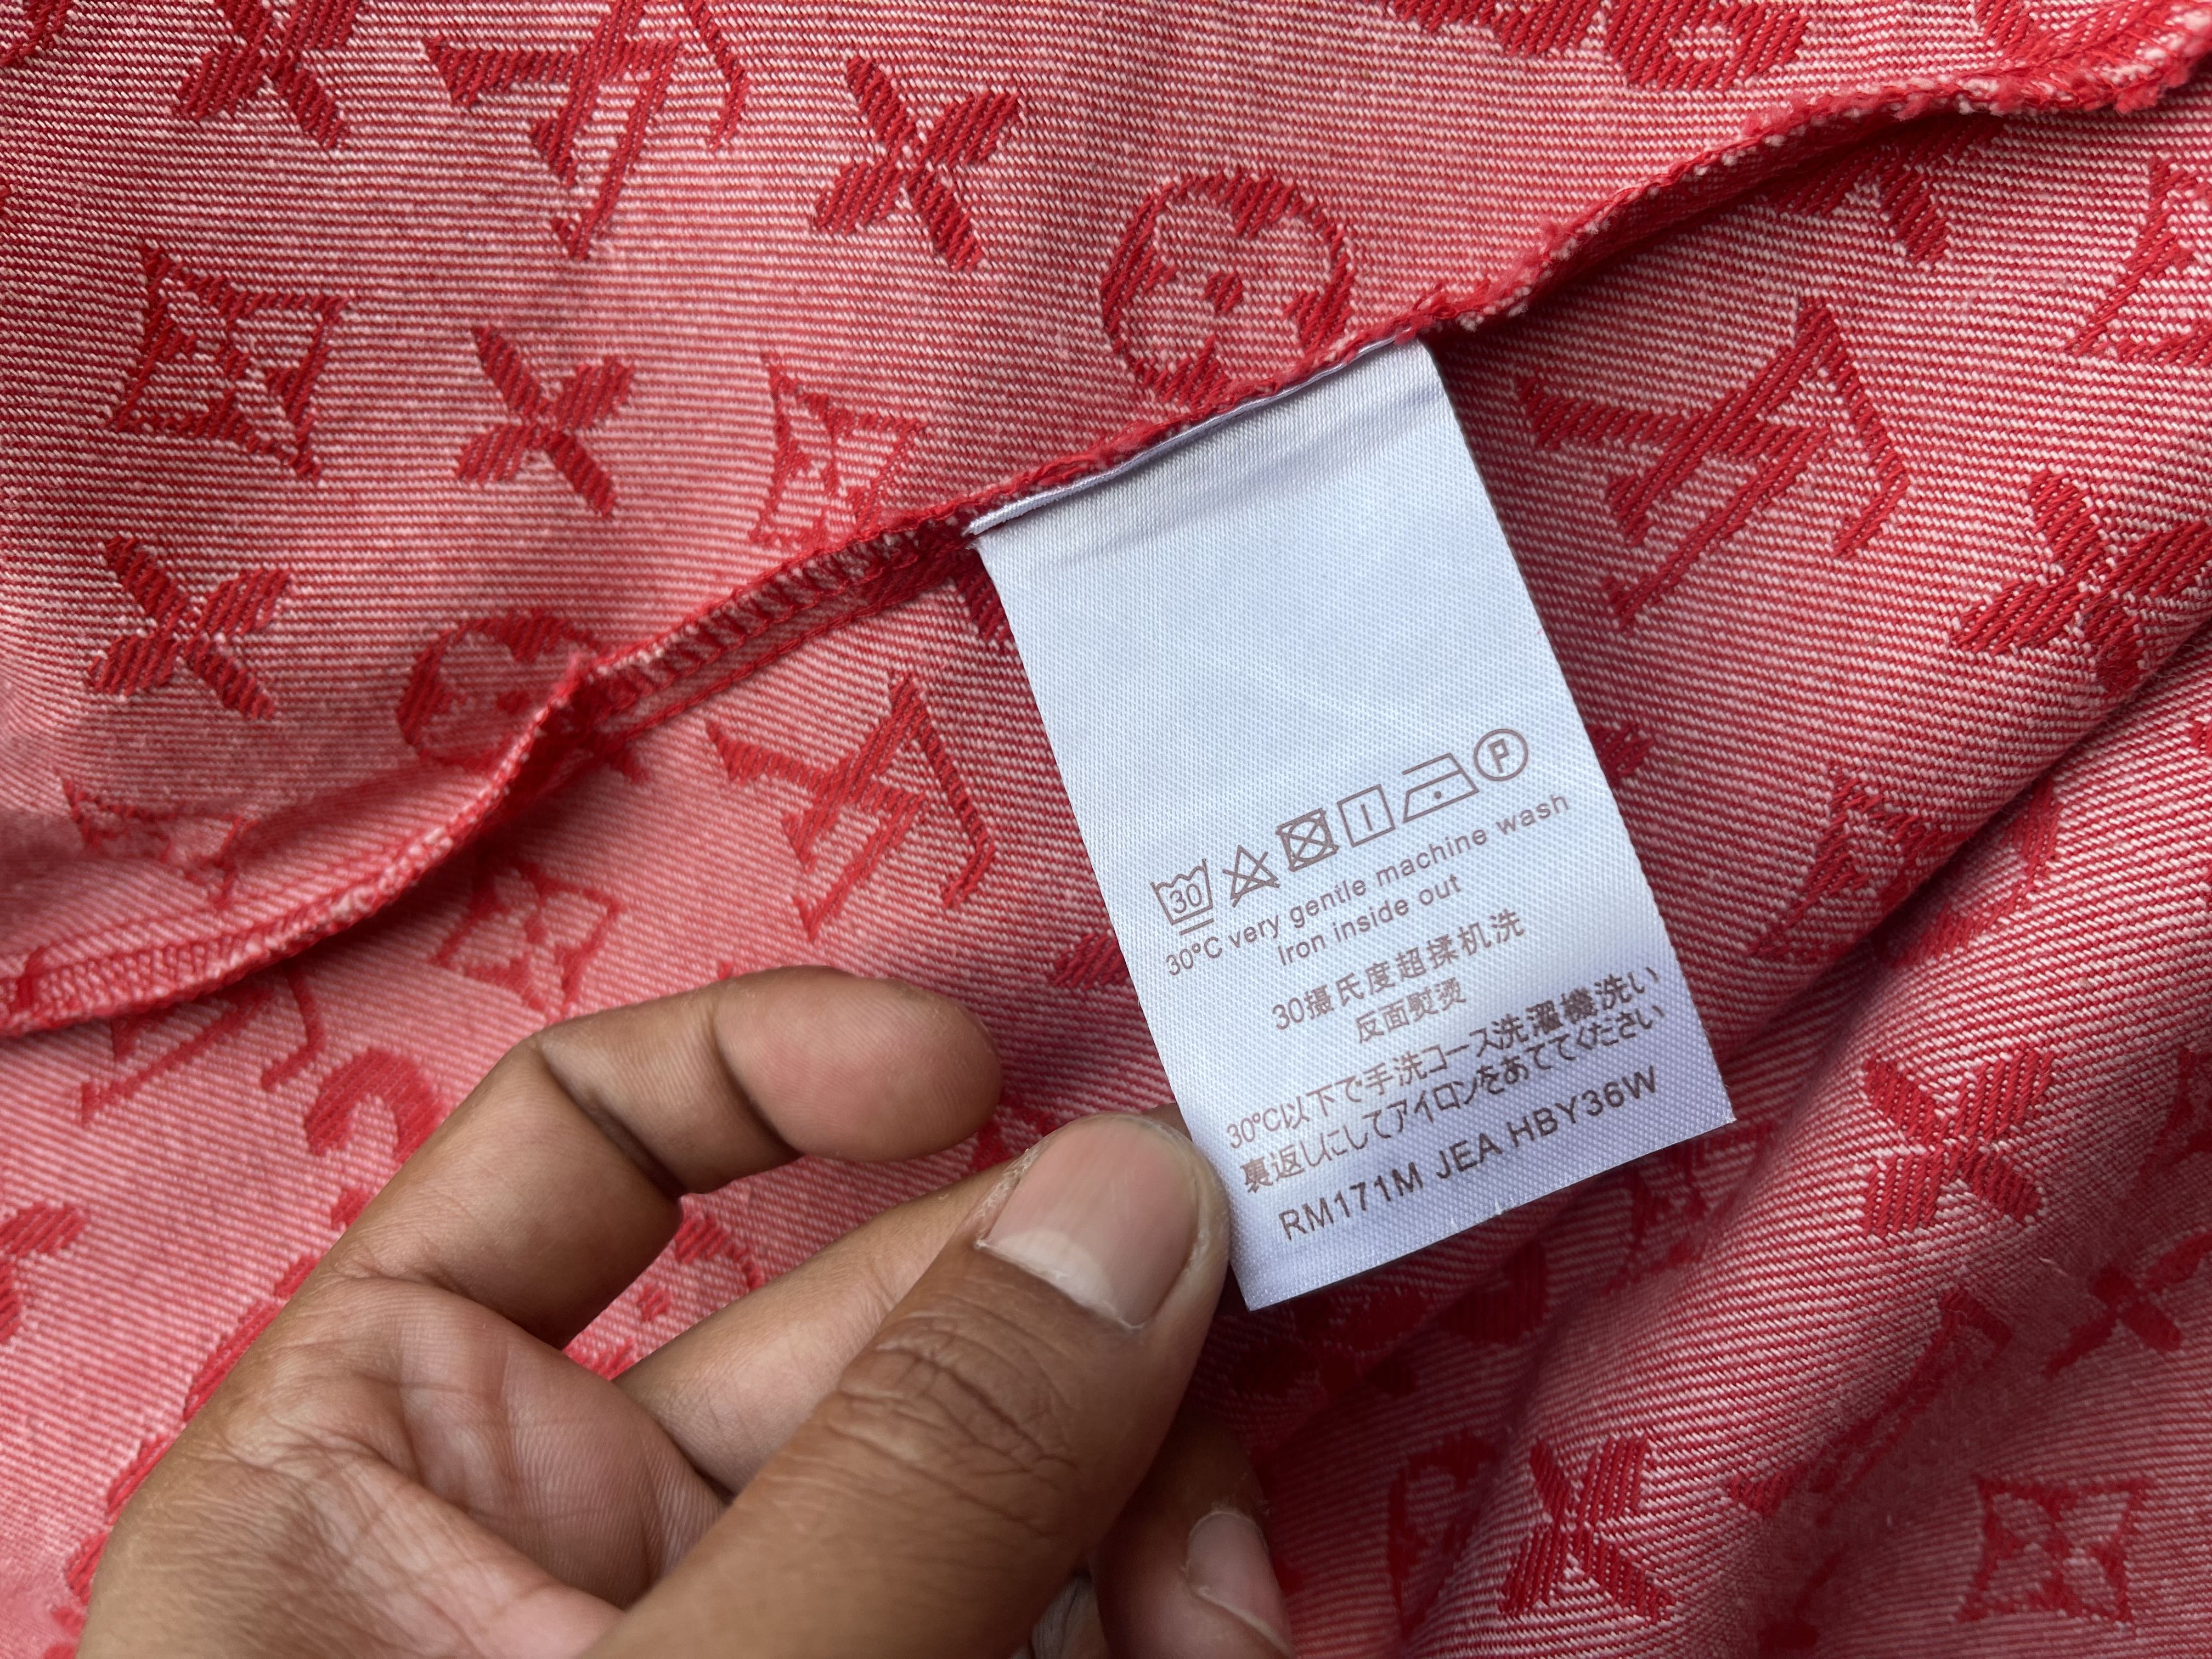 30
P
30°C very gentle machine wash
Iron inside out
30摄氏度超揉机洗
反面熨烫
30℃以下で手洗コース洗濯機洗い
裏返しにしてアイロンをあててください
RM171M JEA HBY36W